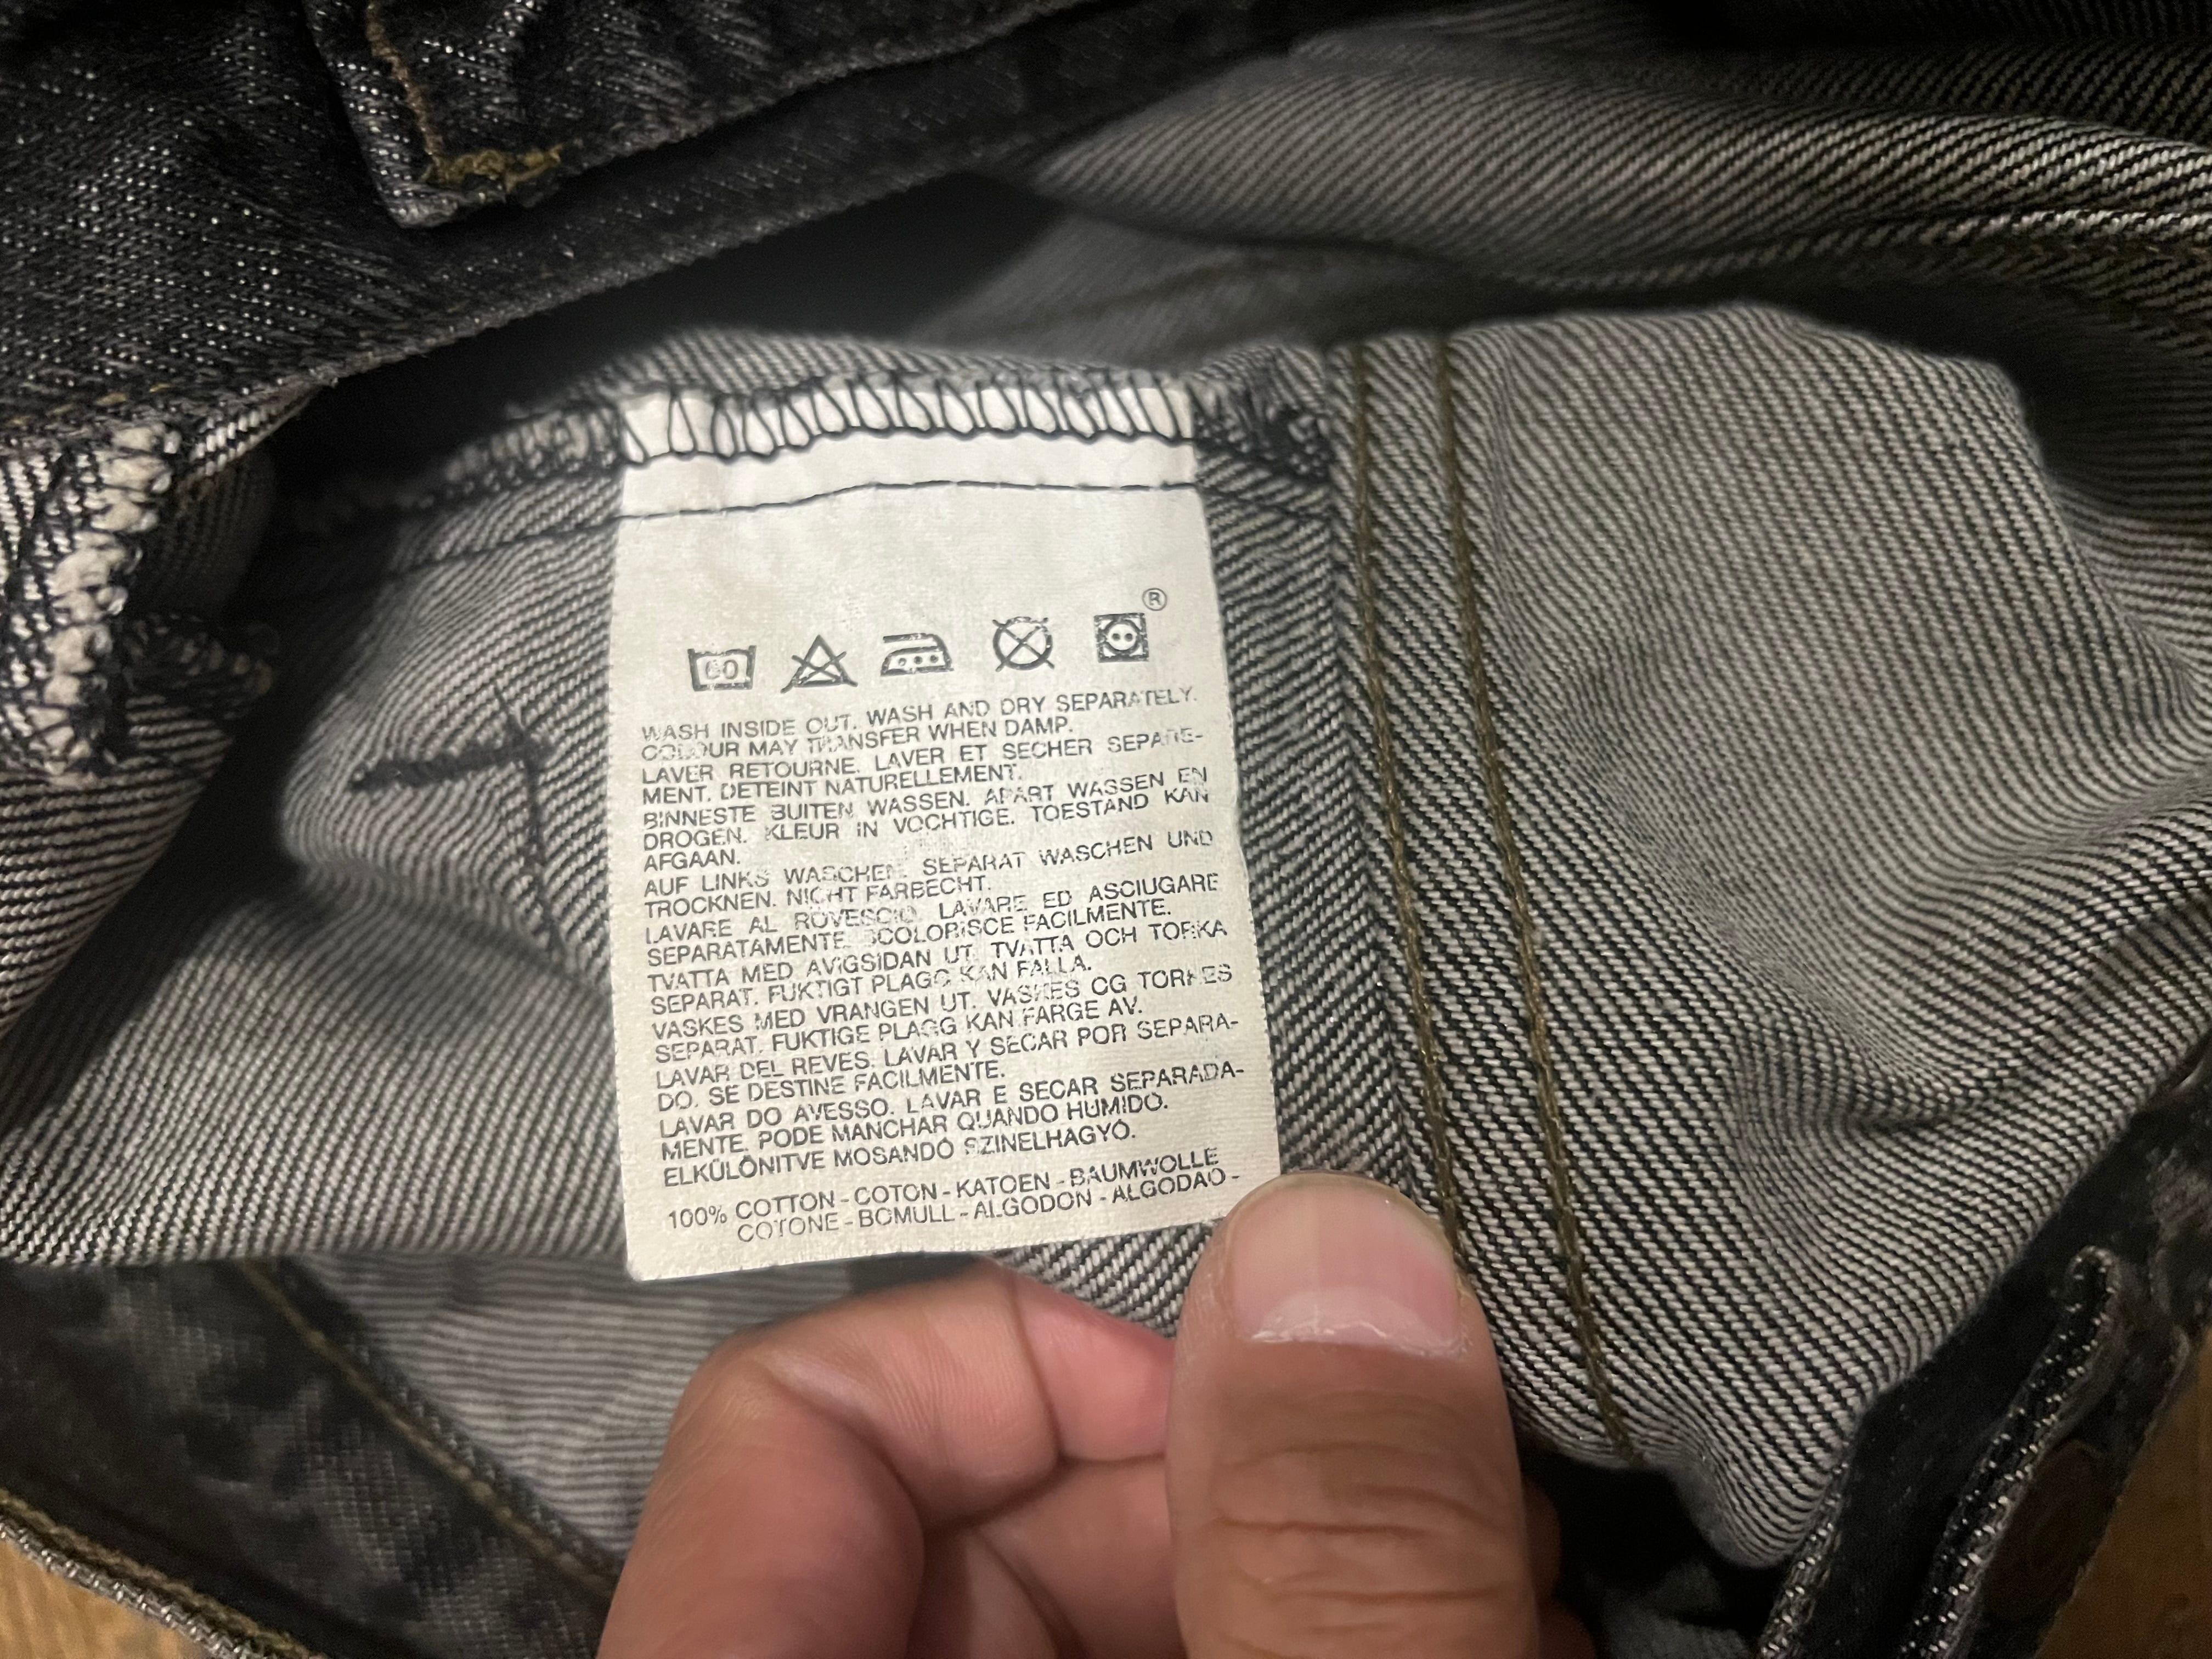 ®
60
WASH INSIDE OUT. WASH AND DRY SEPARATELY.
COLOUR MAY TRANSFER WHEN DAMP.
LAVER RETOURNE. LAVER ET SECHER SEPARE-
MENT. DETEINT NATURELLEMENT.
BINNESTE BUITEN WASSEN. APART WASSEN EN
DROGEN. KLEUR IN VOCHTIGE. TOESTAND KAN
AFGAAN.
AUF LINKS WASCHEN. SEPARAT WASCHEN UND
TROCKNEN. NICHT FARBECHT.
LAVARE AL ROVESCIO. LAVARE ED ASCIUGARE
SEPARATAMENTE. SCOLORISCE FACILMENTE.
TVATTA MED AVIGSIDAN UT. TVATTA OCH TORKA
SEPARAT. FUKTIGT PLAGG KAN FALLA.
VASKES MED VRANGEN UT. VASKES OG TORKES
SEPARAT. FUKTIGE PLAGG KAN FARGE AV.
LAVAR DEL REVES. LAVAR Y SECAR POR SEPARA-
DO. SE DESTINE FACILMENTE.
LAVAR DO AVESSO. LAVAR E SECAR SEPARADA-
MENTE. PODE MANCHAR QUANDO HUMIDO.
ELKÜLÖNITVE MOSANDÓ SZINELHAGYÓ.
100% COTTON - COTON - KATOEN - BAUMWOLLE
COTONE - BOMULL - ALGODON - ALGODAO -